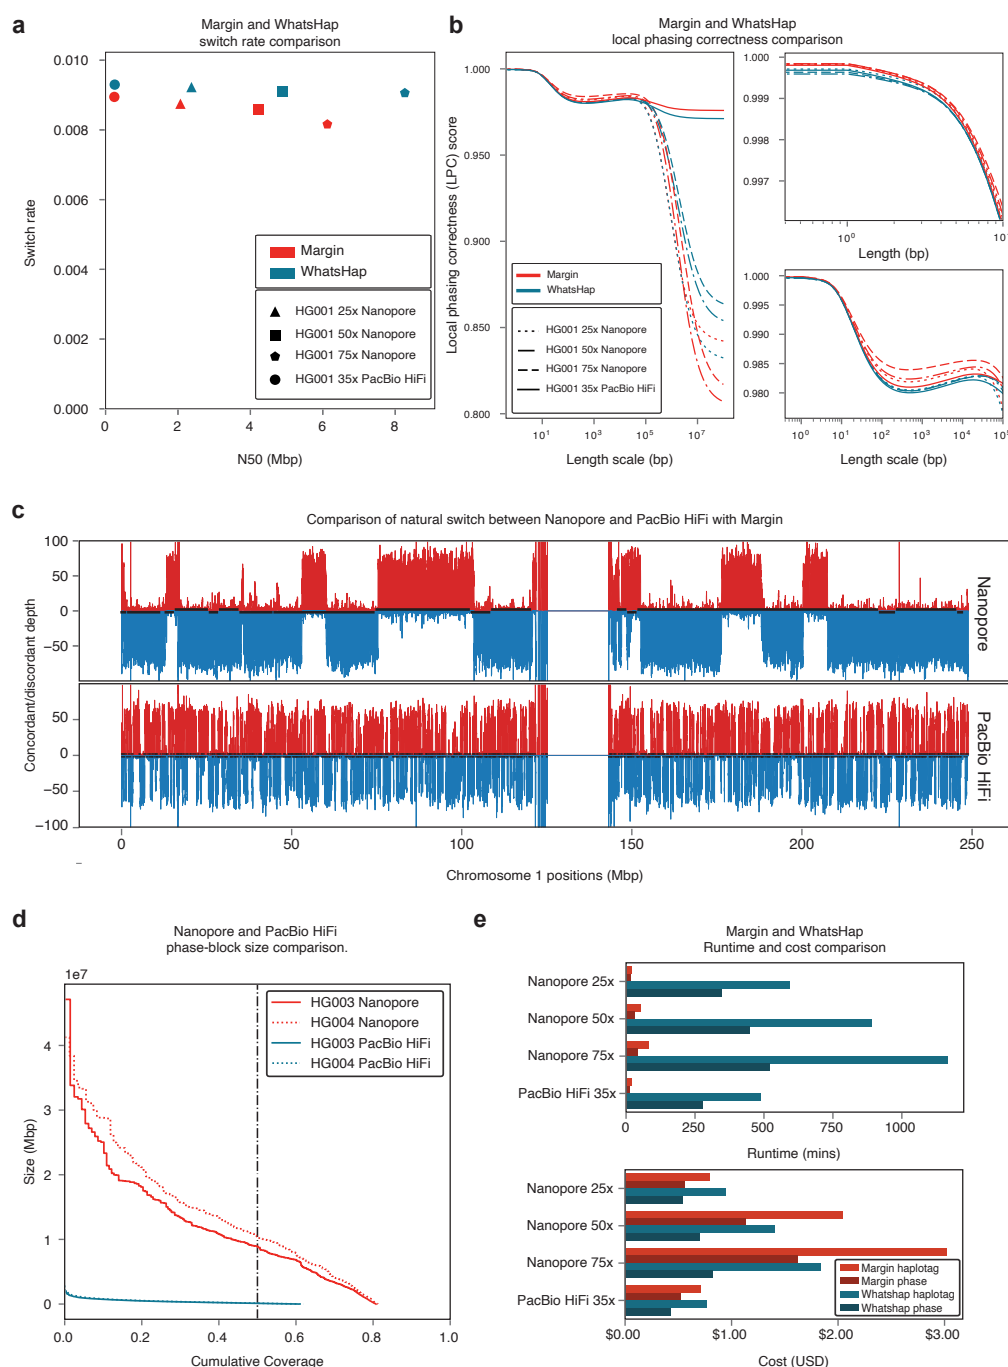 a
Margin and WhatsHap
switch rate comparison
0.010
0.008
0.006
0.004
0.002
0.000
Switch rate
Margin
WhatsHap
HG001 25x Nanopore
HG001 50x Nanopore
HG001 75x Nanopore
HG001 35x PacBio HiFi
0 2 4 6 8
N50 (Mbp)
b
Margin and WhatsHap
local phasing correctness comparison
1.000
0.950
0.900
0.850
0.800
Local phasing correctness (LPC) score
Margin
WhatsHap
HG001 25x Nanopore
HG001 50x Nanopore
HG001 75x Nanopore
HG001 35x PacBio HiFi
10¹ 10³ 10⁵ 10⁷
Length scale (bp)
1.000
0.999
0.998
0.997
10⁰ 10
Length (bp)
1.000
0.995
0.990
0.985
0.980
10⁰ 10¹ 10² 10³ 10⁴ 10⁵
Length scale (bp)
c
Comparison of natural switch between Nanopore and PacBio HiFi with Margin
100
50
0
−50
Nanopore
50
0
−50
−100
PacBio HiFi
Concordant/discordant depth
0 50 100 150 200 250
Chromosome 1 positions (Mbp)
d
Nanopore and PacBio HiFi
phase-block size comparison.
1e7
4
3
2
1
0
Size (Mbp)
HG003 Nanopore
HG004 Nanopore
HG003 PacBio HiFi
HG004 PacBio HiFi
0.0 0.2 0.4 0.6 0.8 1.0
Cumulative Coverage
e
Margin and WhatsHap
Runtime and cost comparison
Nanopore 25x
Nanopore 50x
Nanopore 75x
PacBio HiFi 35x
0 250 500 750 1000
Runtime (mins)
Nanopore 25x
Nanopore 50x
Nanopore 75x
PacBio HiFi 35x
Margin haplotag
Margin phase
Whatshap haplotag
Whatshap phase
$0.00 $1.00 $2.00 $3.00
Cost (USD)